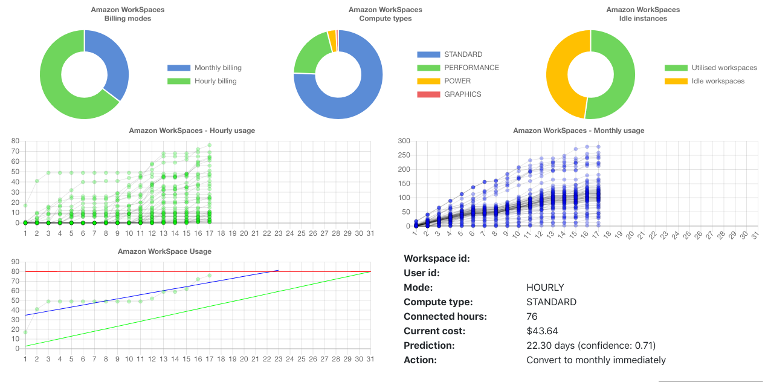 Amazon WorkSpaces
Billing modes
Monthly billing
Hourly billing
Amazon WorkSpaces
Compute types
STANDARD
PERFORMANCE
POWER
GRAPHICS
Amazon WorkSpaces
Idle instances
Utilised workspaces
Idle workspaces
Amazon WorkSpaces - Hourly usage
80
70
60
50
40
30
20
10
0
1 2 3 4 5 6 7 8 9 10 11 12 13 14 15 16 17 18 19 20 21 22 23 24 25 26 27 28 29 30 31
Amazon WorkSpaces - Monthly usage
300
250
200
150
100
50
0
1 2 3 4 5 6 7 8 9 10 11 12 13 14 15 16 17 18 19 20 21 22 23 24 25 26 27 28 29 30 31
Amazon WorkSpace Usage
90
80
70
60
50
40
30
20
10
0
1 2 3 4 5 6 7 8 9 10 11 12 13 14 15 16 17 18 19 20 21 22 23 24 25 26 27 28 29 30 31
Workspace id:
User id:
Mode: HOURLY
Compute type: STANDARD
Connected hours: 76
Current cost: $43.64
Prediction: 22.30 days (confidence: 0.71)
Action: Convert to monthly immediately